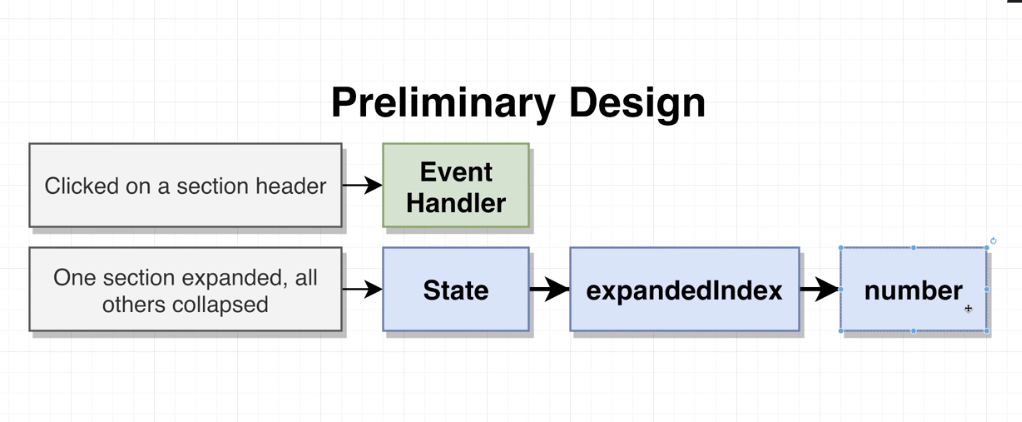 Preliminary Design
Clicked on a section header
Event
Handler
One section expanded, all
others collapsed
State
expandedIndex
number